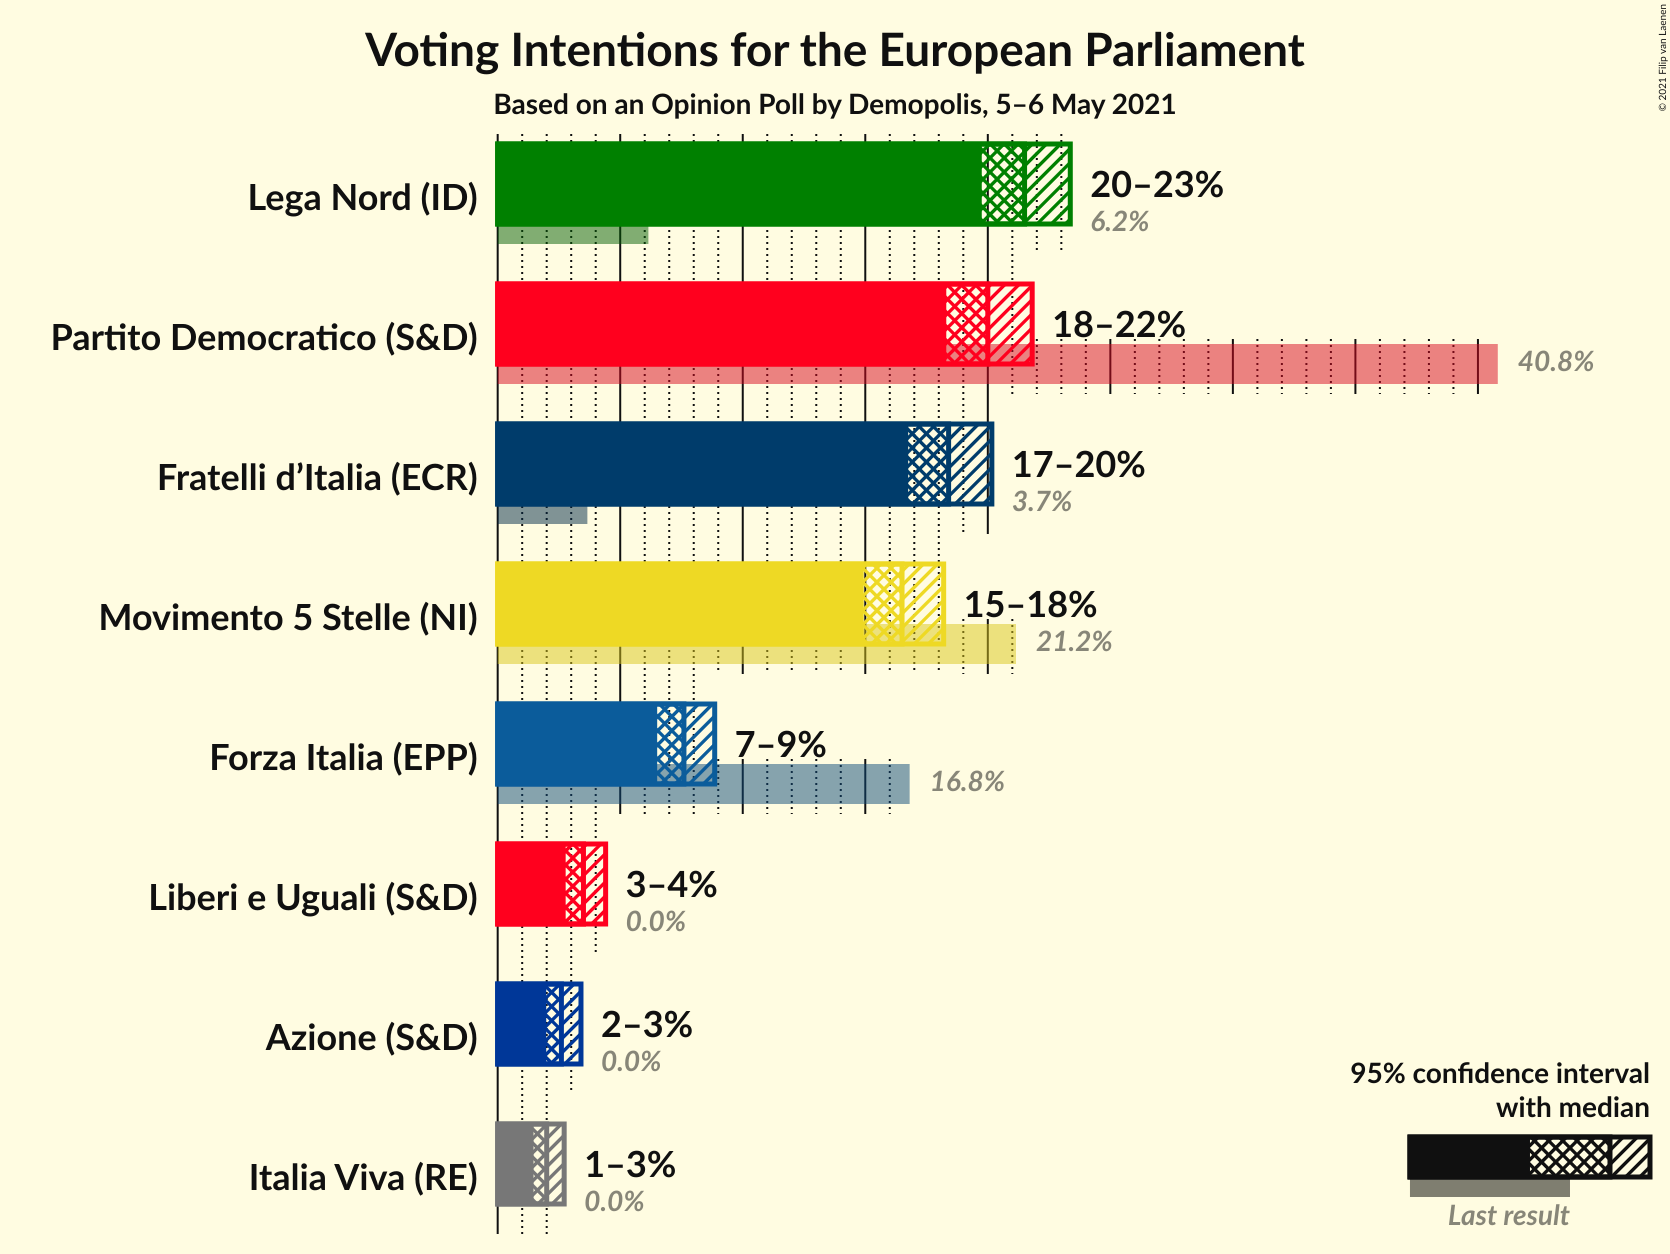 Voting Intentions for the European Parliament
Based on an Opinion Poll by Demopolis, 5–6 May 2021
© 2021 Filip van Laenen
Lega Nord (ID)
20–23%
6.2%
Partito Democratico (S&D)
18–22%
40.8%
Fratelli d’Italia (ECR)
17–20%
3.7%
Movimento 5 Stelle (NI)
15–18%
21.2%
Forza Italia (EPP)
7–9%
16.8%
Liberi e Uguali (S&D)
3–4%
0.0%
Azione (S&D)
2–3%
0.0%
Italia Viva (RE)
1–3%
0.0%
95% confidence interval
with median
Last result